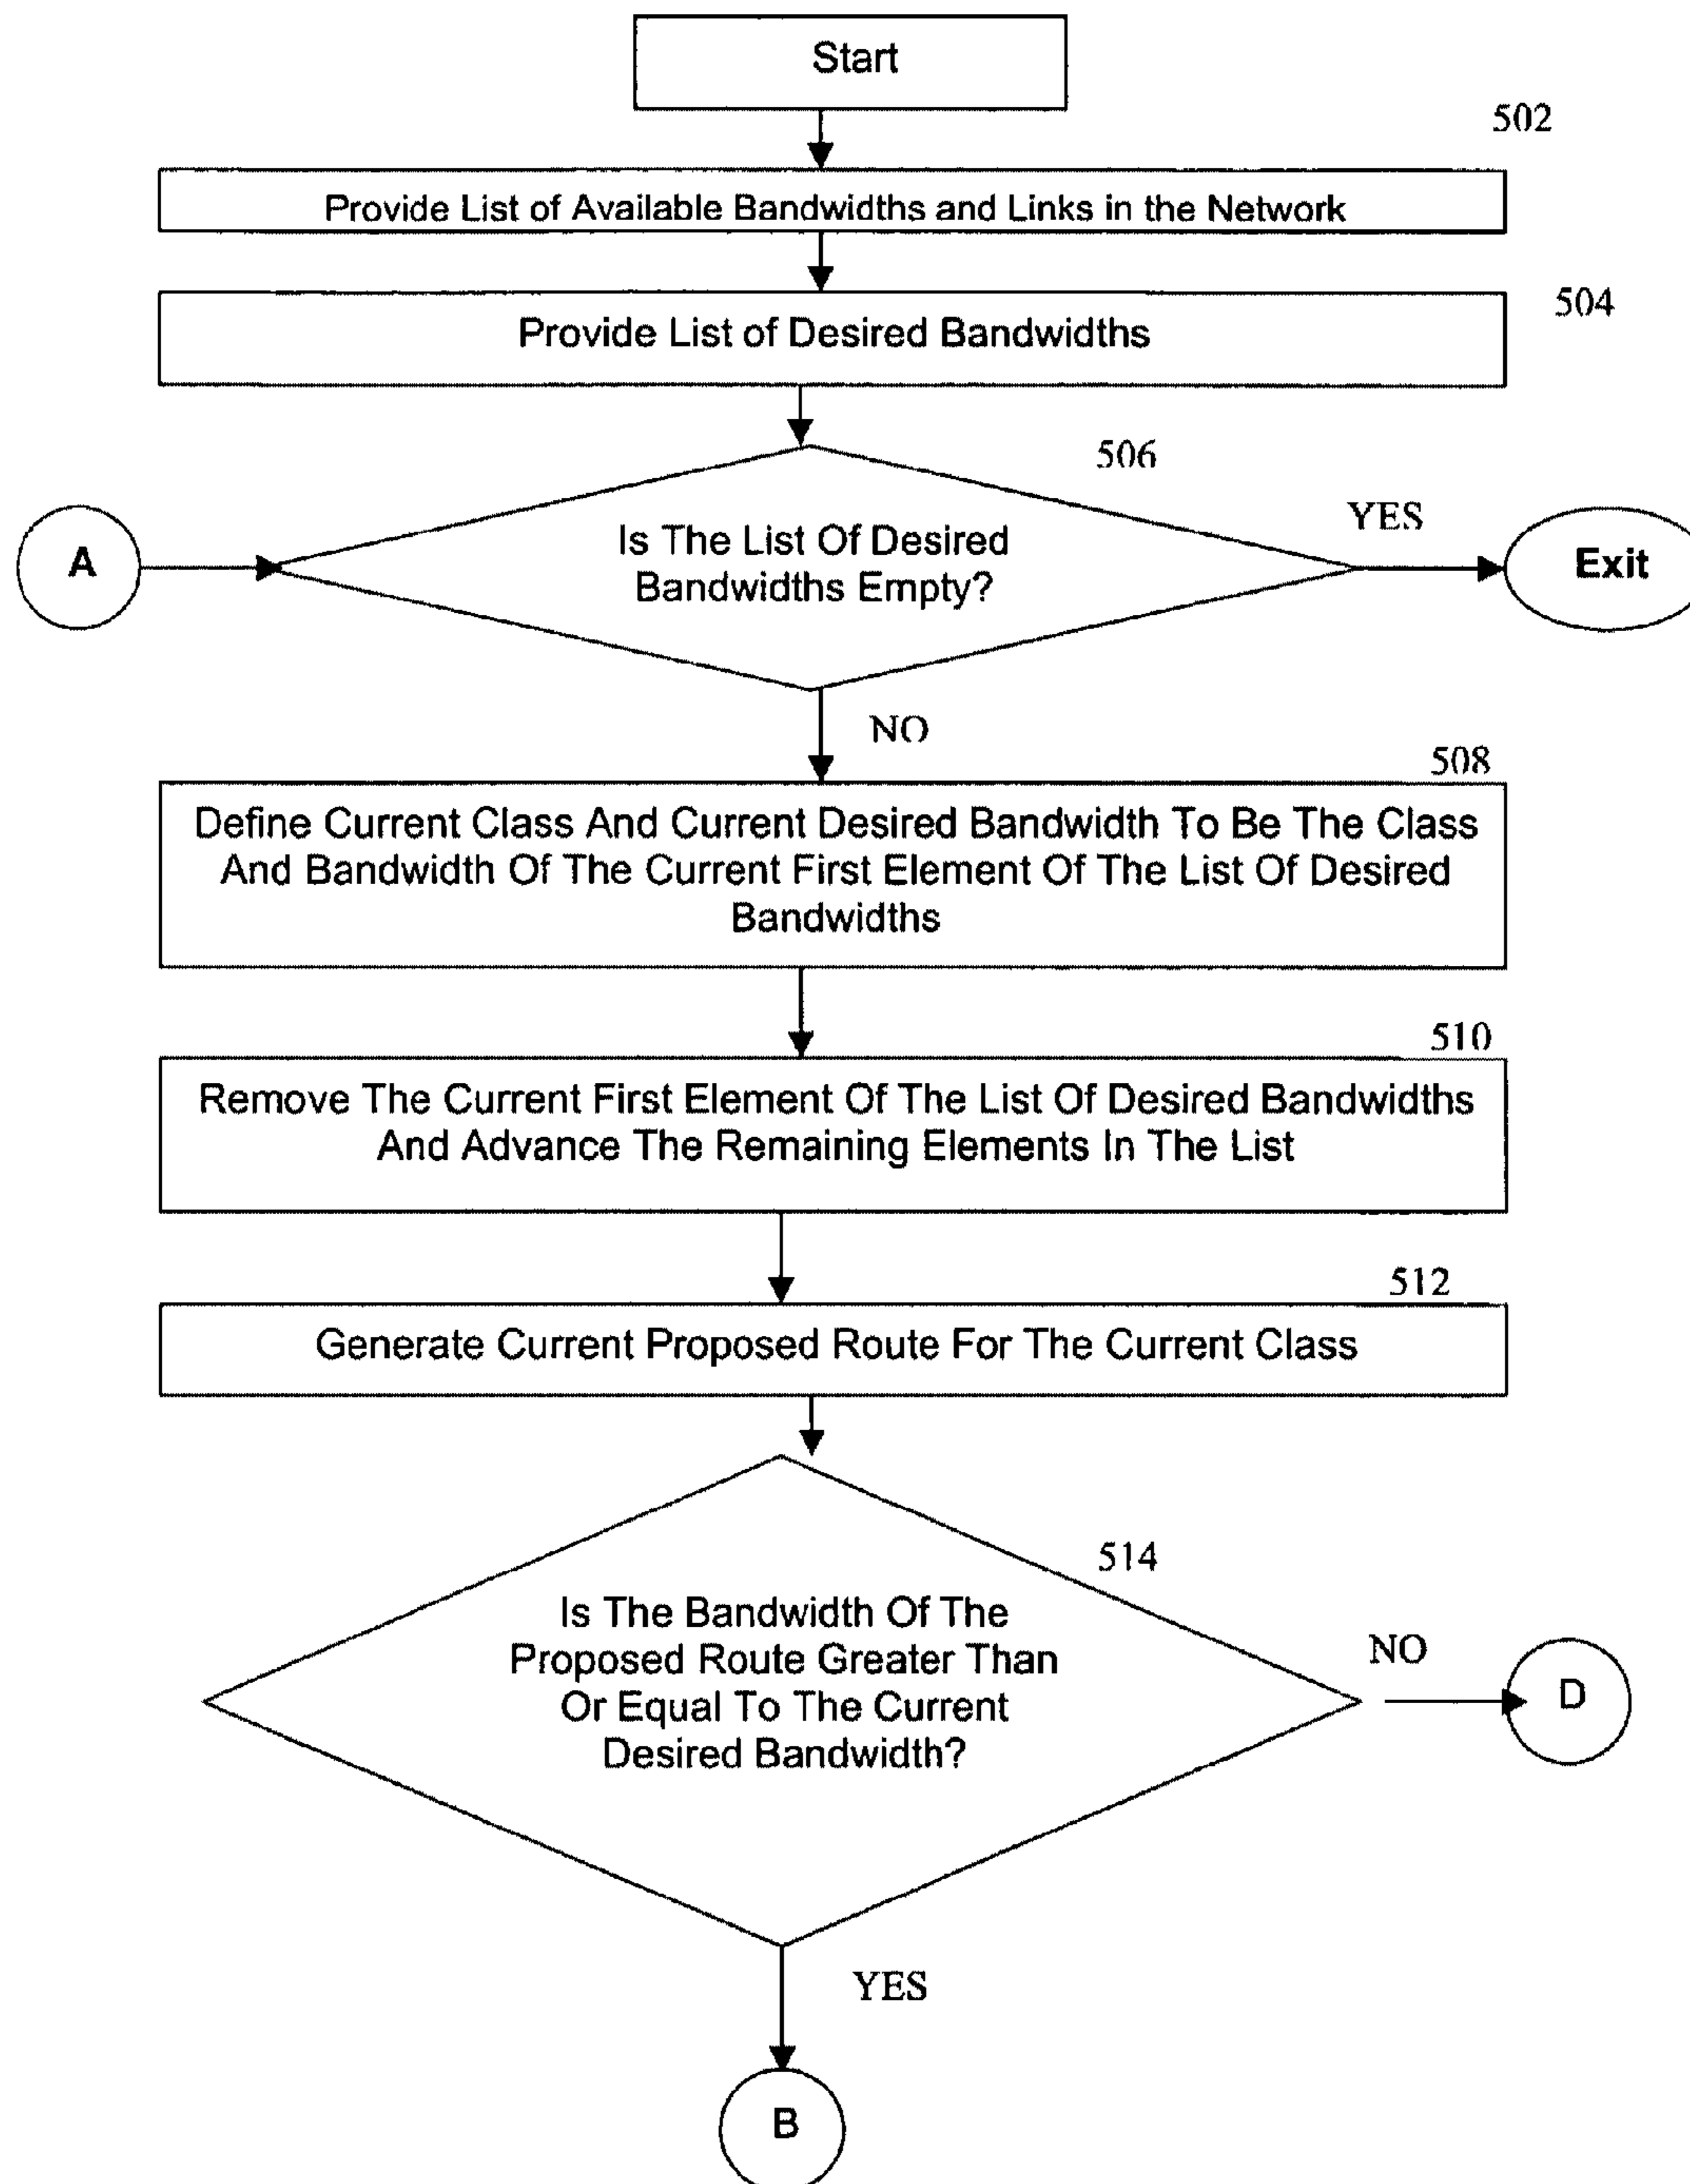 Start
502
Provide List of Available Bandwidths and Links in the Network
504
Provide List of Desired Bandwidths
506
Is The List Of Desired
Bandwidths Empty?
YES
A
Exit
NO
508
Define Current Class And Current Desired Bandwidth To Be The Class
And Bandwidth Of The Current First Element Of The List Of Desired
Bandwidths
510
Remove The Current First Element Of The List Of Desired Bandwidths
And Advance The Remaining Elements In The List
512
Generate Current Proposed Route For The Current Class
514
Is The Bandwidth Of The
Proposed Route Greater Than
Or Equal To The Current
Desired Bandwidth?
NO
D
YES
B